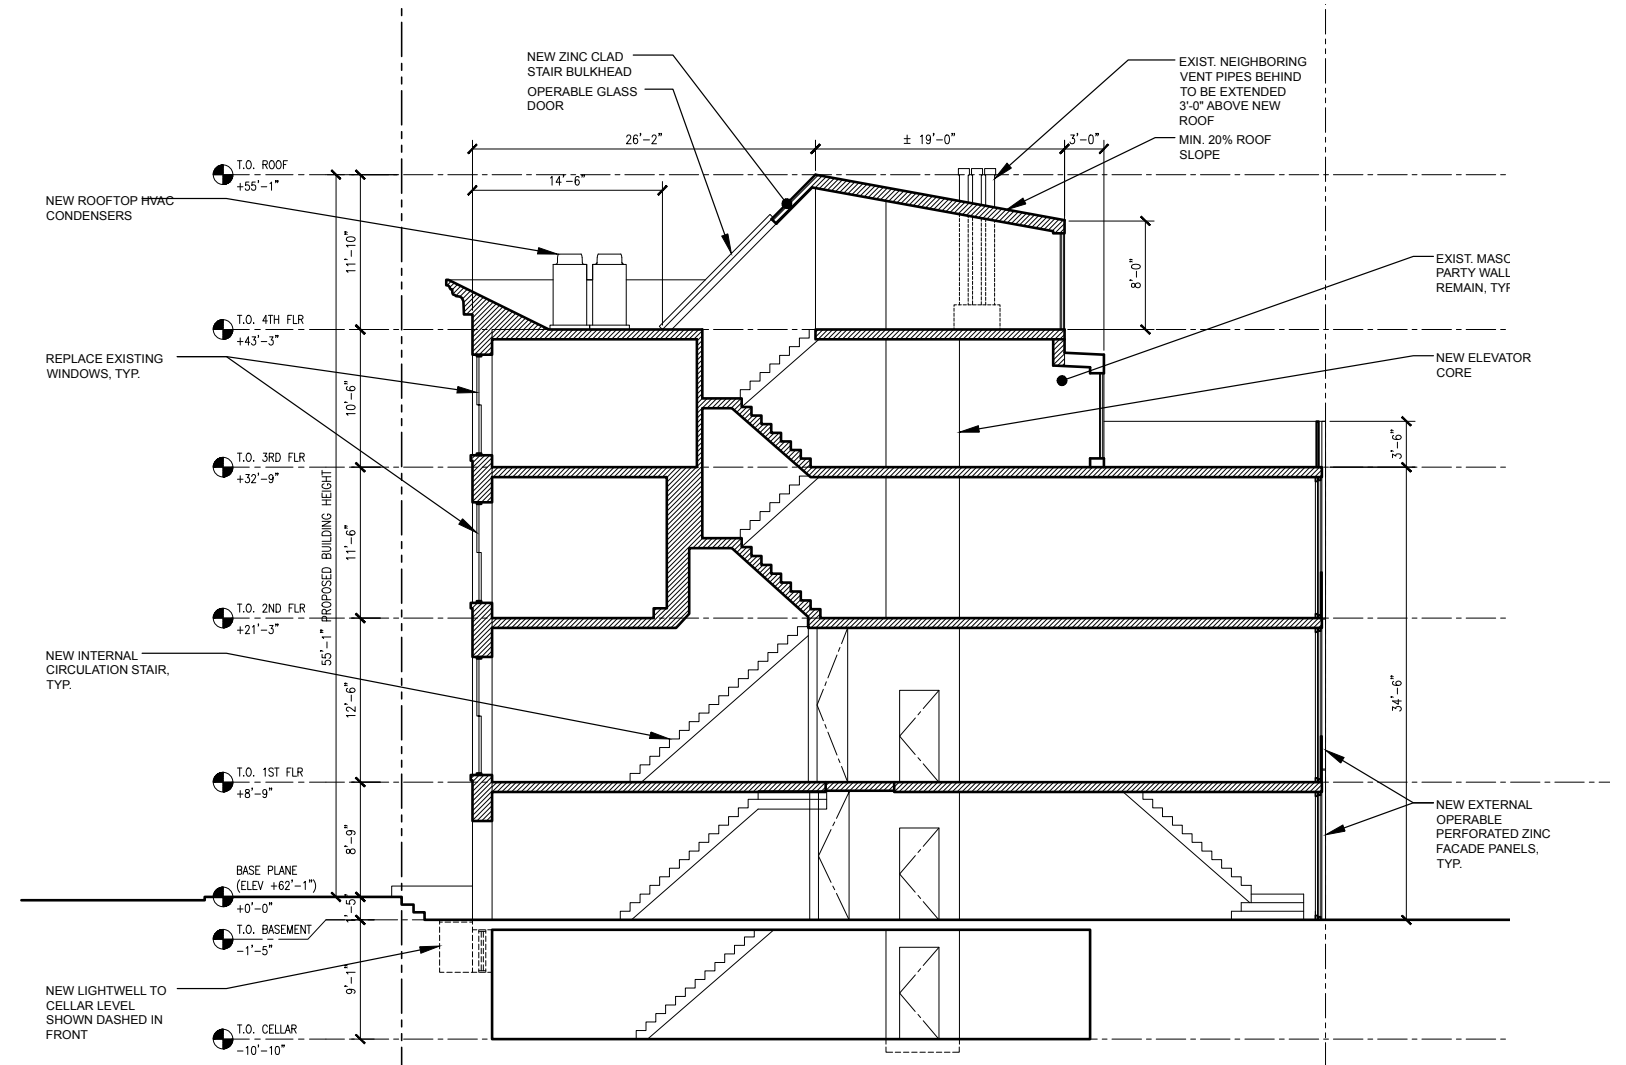 NEW ZINC CLAD
STAIR BULKHEAD
OPERABLE GLASS
DOOR
EXIST. NEIGHBORING
VENT PIPES BEHIND
TO BE EXTENDED
3'-0" ABOVE NEW
ROOF
MIN. 20% ROOF
SLOPE
26'-2"
± 19'-0"
3'-0"
14'-6"
T.O. ROOF
+55'-1"
NEW ROOFTOP HVAC
CONDENSERS
11'-10"
8'-0"
EXIST. MASO
PARTY WALL
REMAIN, TYP
T.O. 4TH FLR
+43'-3"
REPLACE EXISTING
WINDOWS, TYP.
10'-6"
NEW ELEVATOR
CORE
3'-6"
T.O. 3RD FLR
+32'-9"
55'-1" PROPOSED BUILDING HEIGHT
11'-6"
T.O. 2ND FLR
+21'-3"
NEW INTERNAL
CIRCULATION STAIR,
TYP.
12'-6"
34'-6"
T.O. 1ST FLR
+8'-9"
NEW EXTERNAL
OPERABLE
PERFORATED ZINC
FACADE PANELS,
TYP.
8'-9"
BASE PLANE
(ELEV +62'-1")
+0'-0"
1'-5"
T.O. BASEMENT
-1'-5"
9'-1"
NEW LIGHTWELL TO
CELLAR LEVEL
SHOWN DASHED IN
FRONT
T.O. CELLAR
-10'-10"